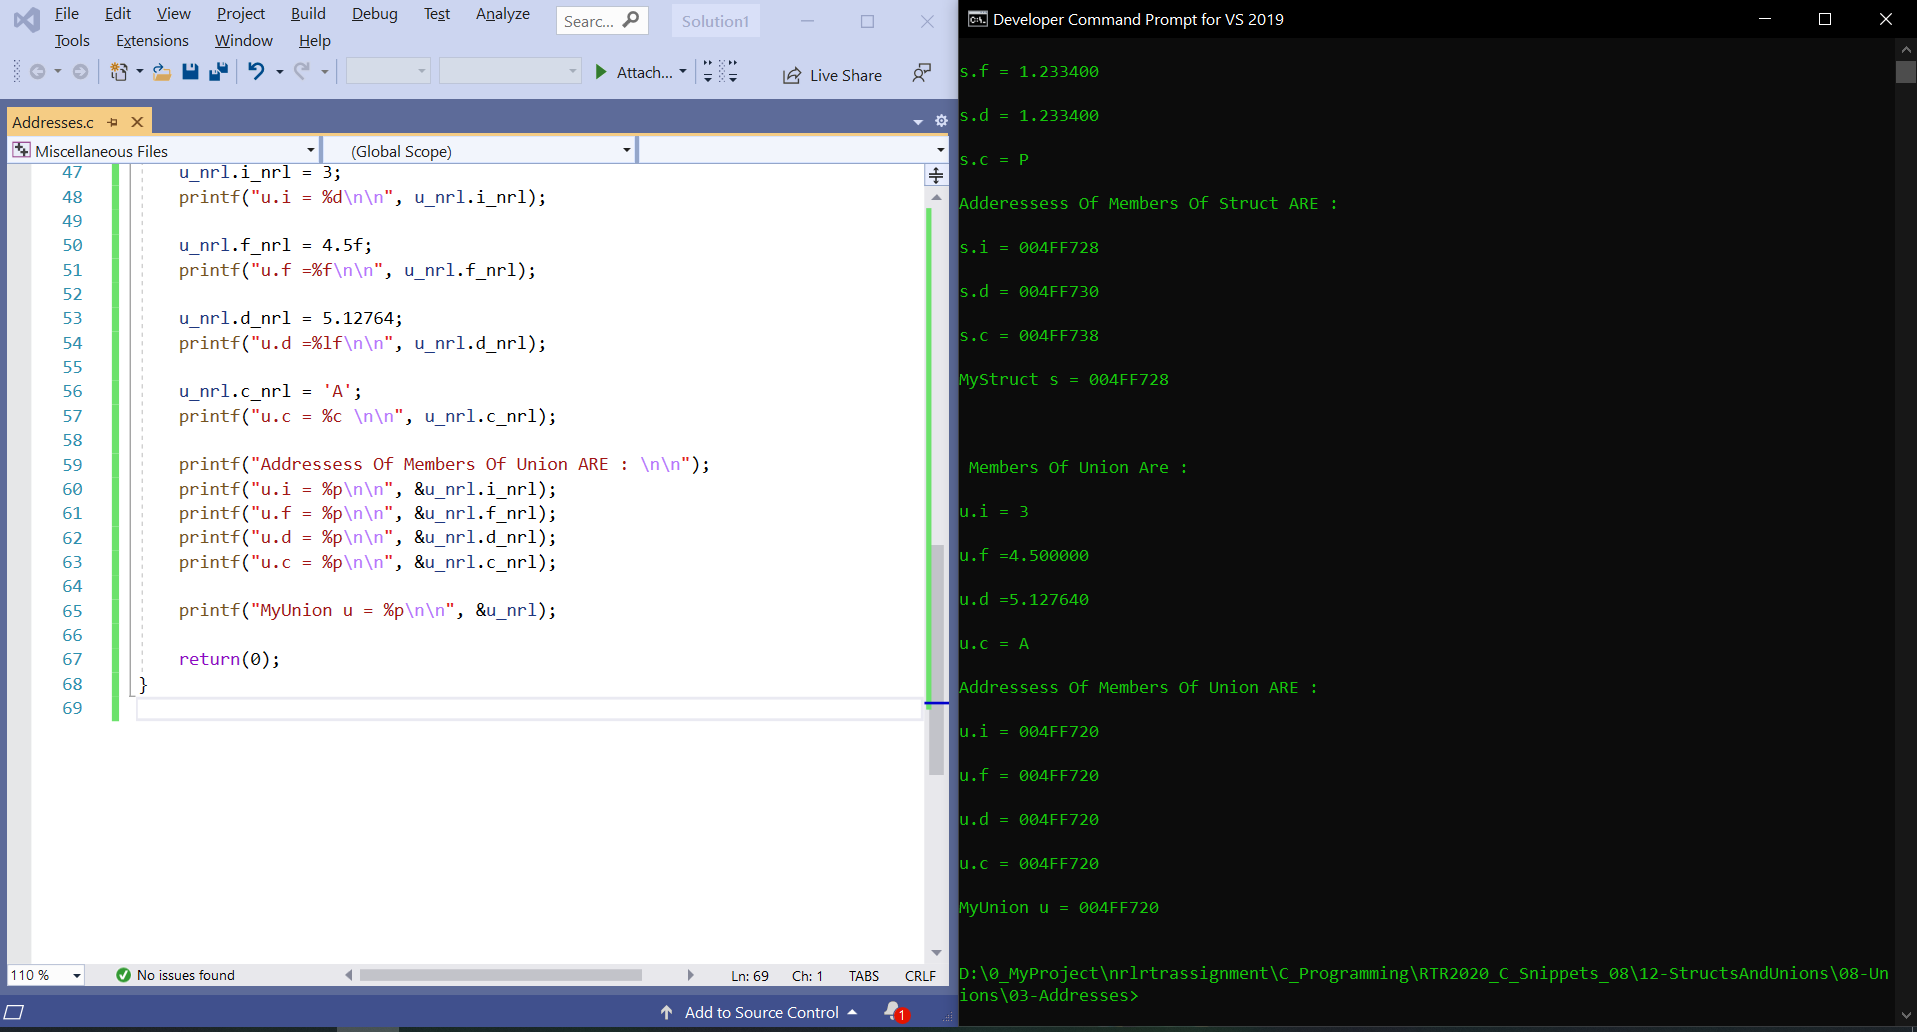 File Edit View Project Build Debug Test Analyze Searc... Solution1
Tools Extensions Window Help
Attach... Live Share
Addresses.c
Miscellaneous Files (Global Scope)
47 u_nrl.i_nrl = 3;
48 printf("u.i = %d\n\n", u_nrl.i_nrl);
49
50 u_nrl.f_nrl = 4.5f;
51 printf("u.f =%f\n\n", u_nrl.f_nrl);
52
53 u_nrl.d_nrl = 5.12764;
54 printf("u.d =%lf\n\n", u_nrl.d_nrl);
55
56 u_nrl.c_nrl = 'A';
57 printf("u.c = %c \n\n", u_nrl.c_nrl);
58
59 printf("Addressess Of Members Of Union ARE : \n\n");
60 printf("u.i = %p\n\n", &u_nrl.i_nrl);
61 printf("u.f = %p\n\n", &u_nrl.f_nrl);
62 printf("u.d = %p\n\n", &u_nrl.d_nrl);
63 printf("u.c = %p\n\n", &u_nrl.c_nrl);
64
65 printf("MyUnion u = %p\n\n", &u_nrl);
66
67 return(0);
68 }
69
110 % No issues found Ln: 69 Ch: 1 TABS CRLF
Add to Source Control 1
C:\ Developer Command Prompt for VS 2019
s.f = 1.233400
s.d = 1.233400
s.c = P
Adderessess Of Members Of Struct ARE :
s.i = 004FF728
s.d = 004FF730
s.c = 004FF738
MyStruct s = 004FF728
Members Of Union Are :
u.i = 3
u.f =4.500000
u.d =5.127640
u.c = A
Addressess Of Members Of Union ARE :
u.i = 004FF720
u.f = 004FF720
u.d = 004FF720
u.c = 004FF720
MyUnion u = 004FF720
D:\0_MyProject\nrlrtrassignment\C_Programming\RTR2020_C_Snippets_08\12-StructsAndUnions\08-Un
ions\03-Addresses>